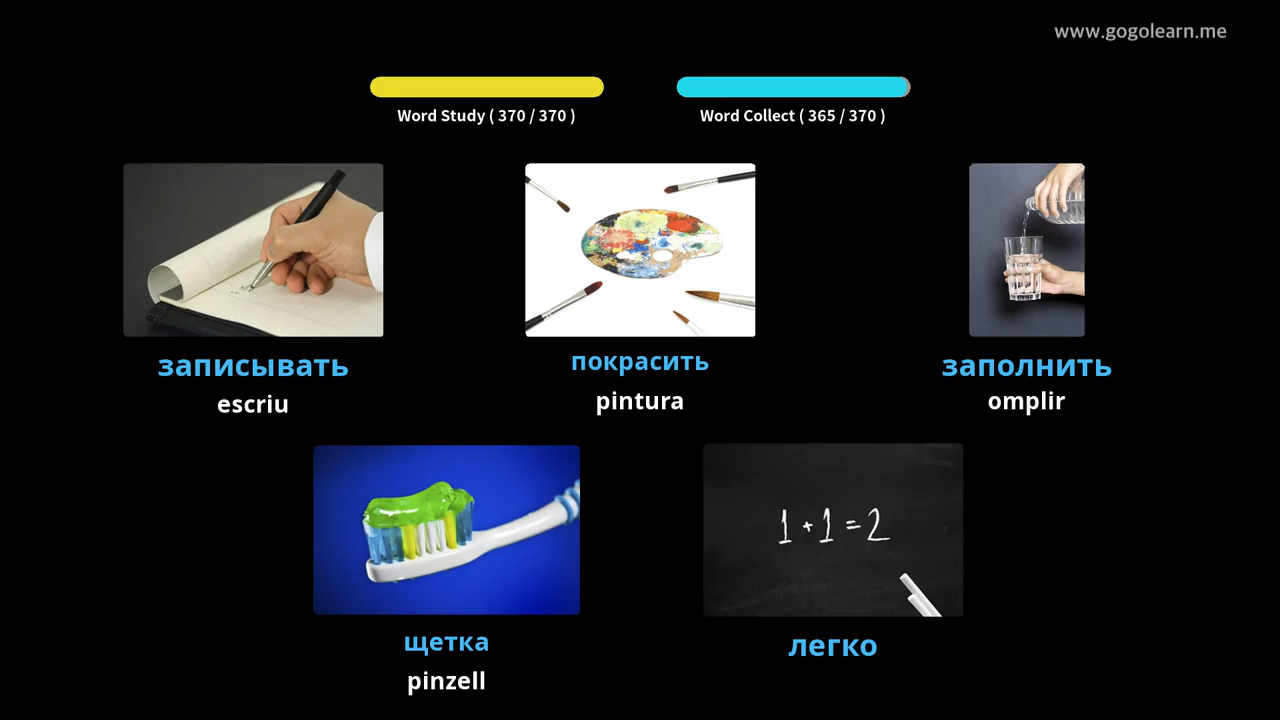 www.gogolearn.me
Word Study ( 370 / 370 )
Word Collect ( 365 / 370 )
записывать
escriu
покрасить
pintura
заполнить
omplir
1 + 1 = 2
щетка
pinzell
легко